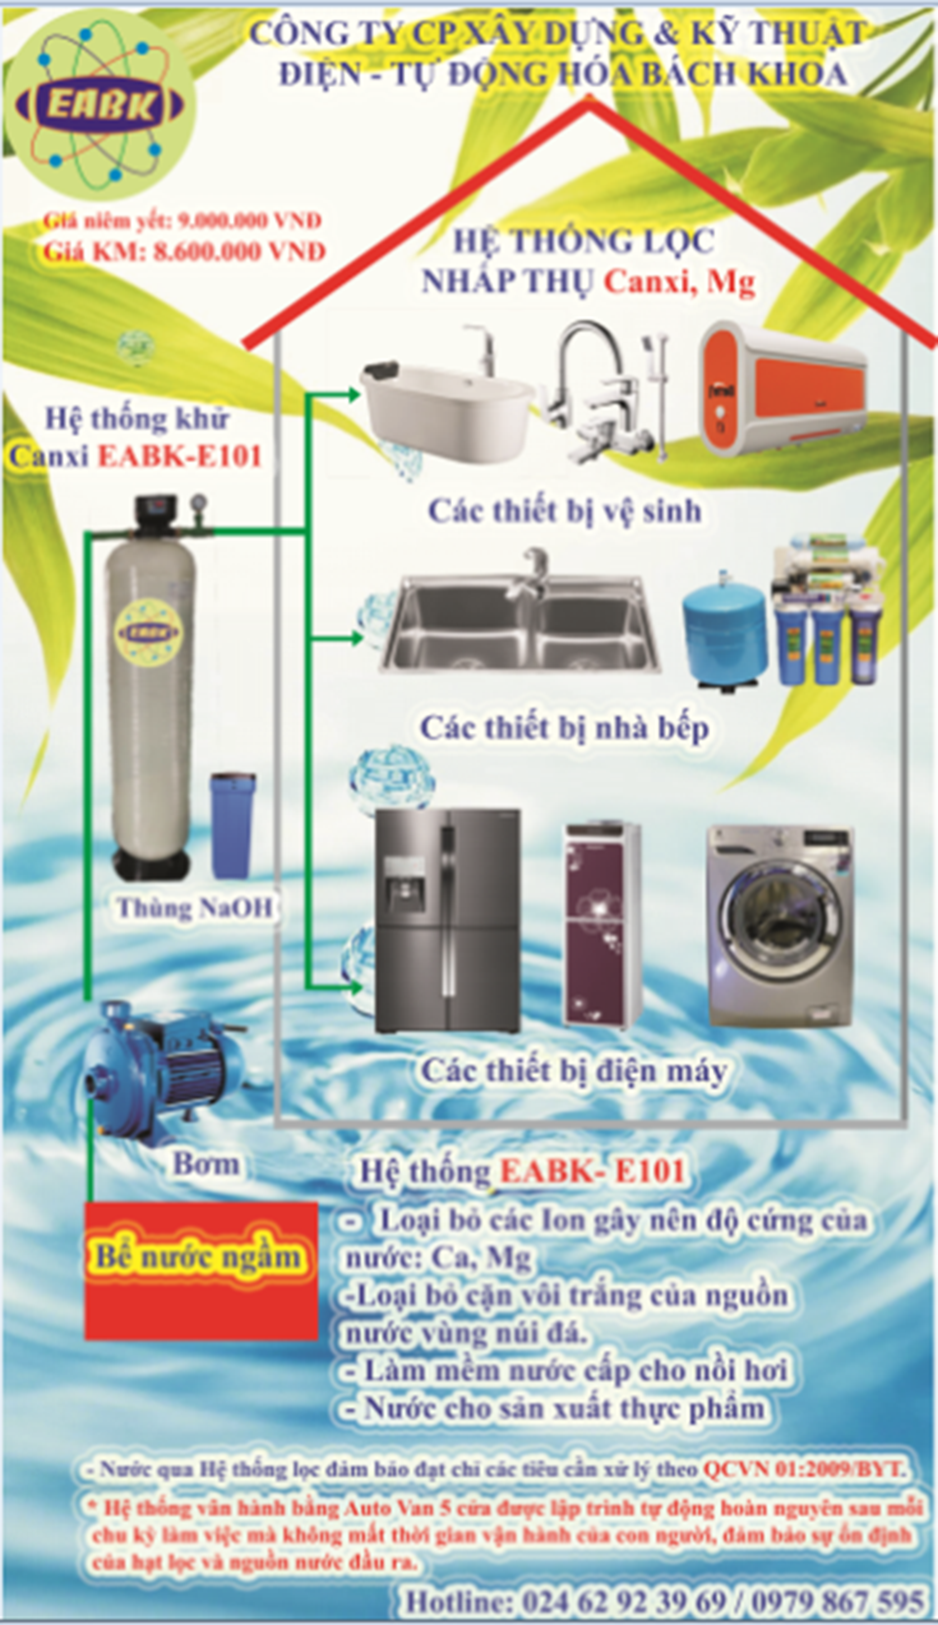 EABK
CÔNG TY CP XÂY DỰNG & KỸ THUẬT
ĐIỆN - TỰ ĐỘNG HÓA BÁCH KHOA
Giá niêm yết: 9.000.000 VNĐ
Giá KM: 8.600.000 VNĐ
HỆ THỐNG LỌC
NHẤP THỤ Canxi, Mg
Hệ thống khử
Canxi EABK-E101
Các thiết bị vệ sinh
EABK
Các thiết bị nhà bếp
Thùng NaOH
Các thiết bị điện máy
Bơm
Bể nước ngầm
Hệ thống EABK- E101
- Loại bỏ các Ion gây nên độ cứng của
nước: Ca, Mg
-Loại bỏ cặn vôi trắng của nguồn
nước vùng núi đá.
- Làm mềm nước cấp cho nồi hơi
- Nước cho sản xuất thực phẩm
- Nước qua Hệ thống lọc đảm bảo đạt chỉ các tiêu cần xử lý theo QCVN 01:2009/BYT.
* Hệ thống vân hành bằng Auto Van 5 cửa được lập trình tự động hoàn nguyên sau mỗi
chu kỳ làm việc mà không mất thời gian vận hành của con người, đảm bảo sự ổn định
của hạt lọc và nguồn nước đầu ra.
Hotline: 024 62 92 39 69 / 0979 867 595